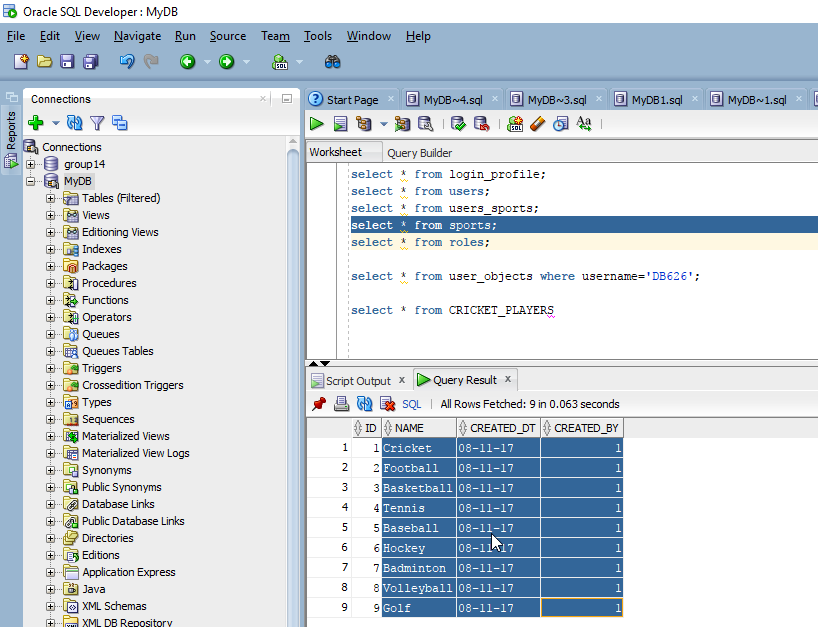 Oracle SQL Developer : MyDB
File Edit View Navigate Run Source Team Tools Window Help
Reports
Connections
Connections
group14
MyDB
Tables (Filtered)
Views
Editioning Views
Indexes
Packages
Procedures
Functions
Operators
Queues
Queues Tables
Triggers
Crossedition Triggers
Types
Sequences
Materialized Views
Materialized View Logs
Synonyms
Public Synonyms
Database Links
Public Database Links
Directories
Editions
Application Express
Java
XML Schemas
XML DB Repository
Start Page MyDB~4.sql MyDB~3.sql MyDB1.sql MyDB~1.sql
Worksheet Query Builder
select * from login_profile;
select * from users;
select * from users_sports;
select * from sports;
select * from roles;
select * from user_objects where username='DB626';
select * from CRICKET_PLAYERS
Script Output x Query Result x
SQL | All Rows Fetched: 9 in 0.063 seconds
ID NAME CREATED_DT CREATED_BY
1 1 Cricket 08-11-17 1
2 2 Football 08-11-17 1
3 3 Basketball 08-11-17 1
4 4 Tennis 08-11-17 1
5 5 Baseball 08-11-17 1
6 6 Hockey 08-11-17 1
7 7 Badminton 08-11-17 1
8 8 Volleyball 08-11-17 1
9 9 Golf 08-11-17 1